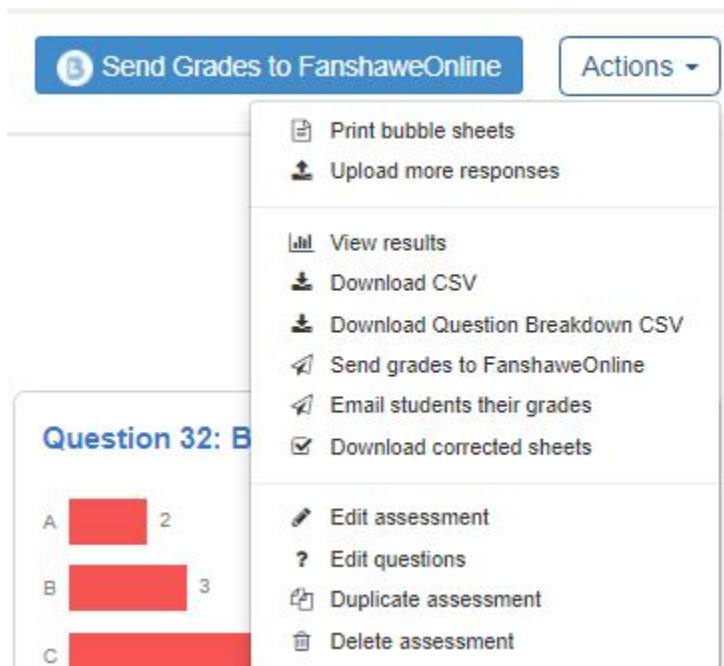 B Send Grades to FanshaweOnline
Actions
Print bubble sheets
Upload more responses
View results
Download CSV
Download Question Breakdown CSV
Send grades to FanshaweOnline
Email students their grades
Download corrected sheets
Edit assessment
? Edit questions
Duplicate assessment
Delete assessment
Question 32: B
A 2
B 3
C